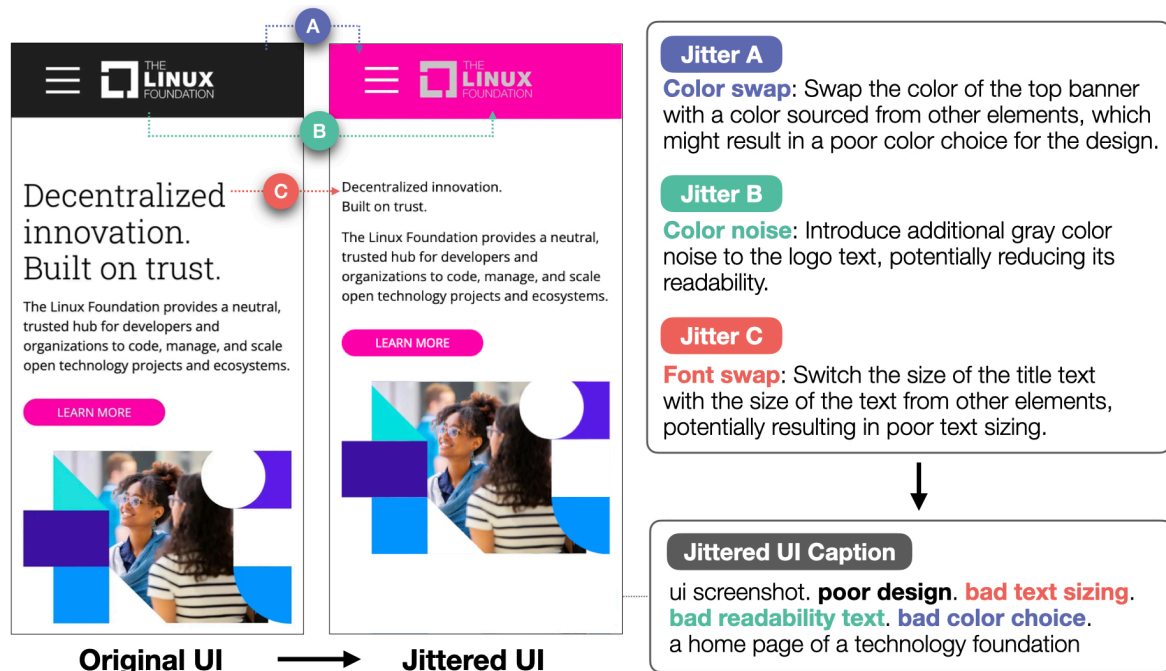 A
THE
LINUX
FOUNDATION
THE
LINUX
FOUNDATION
B
Decentralized
innovation.
Built on trust.
The Linux Foundation provides a neutral,
trusted hub for developers and
organizations to code, manage, and scale
open technology projects and ecosystems.
LEARN MORE
C
Decentralized innovation.
Built on trust.
The Linux Foundation provides a neutral,
trusted hub for developers and
organizations to code, manage, and scale
open technology projects and ecosystems.
LEARN MORE
Original UI
Jittered UI
Jitter A
Color swap: Swap the color of the top banner
with a color sourced from other elements, which
might result in a poor color choice for the design.
Jitter B
Color noise: Introduce additional gray color
noise to the logo text, potentially reducing its
readability.
Jitter C
Font swap: Switch the size of the title text
with the size of the text from other elements,
potentially resulting in poor text sizing.
Jittered UI Caption
ui screenshot. poor design. bad text sizing.
bad readability text. bad color choice.
a home page of a technology foundation